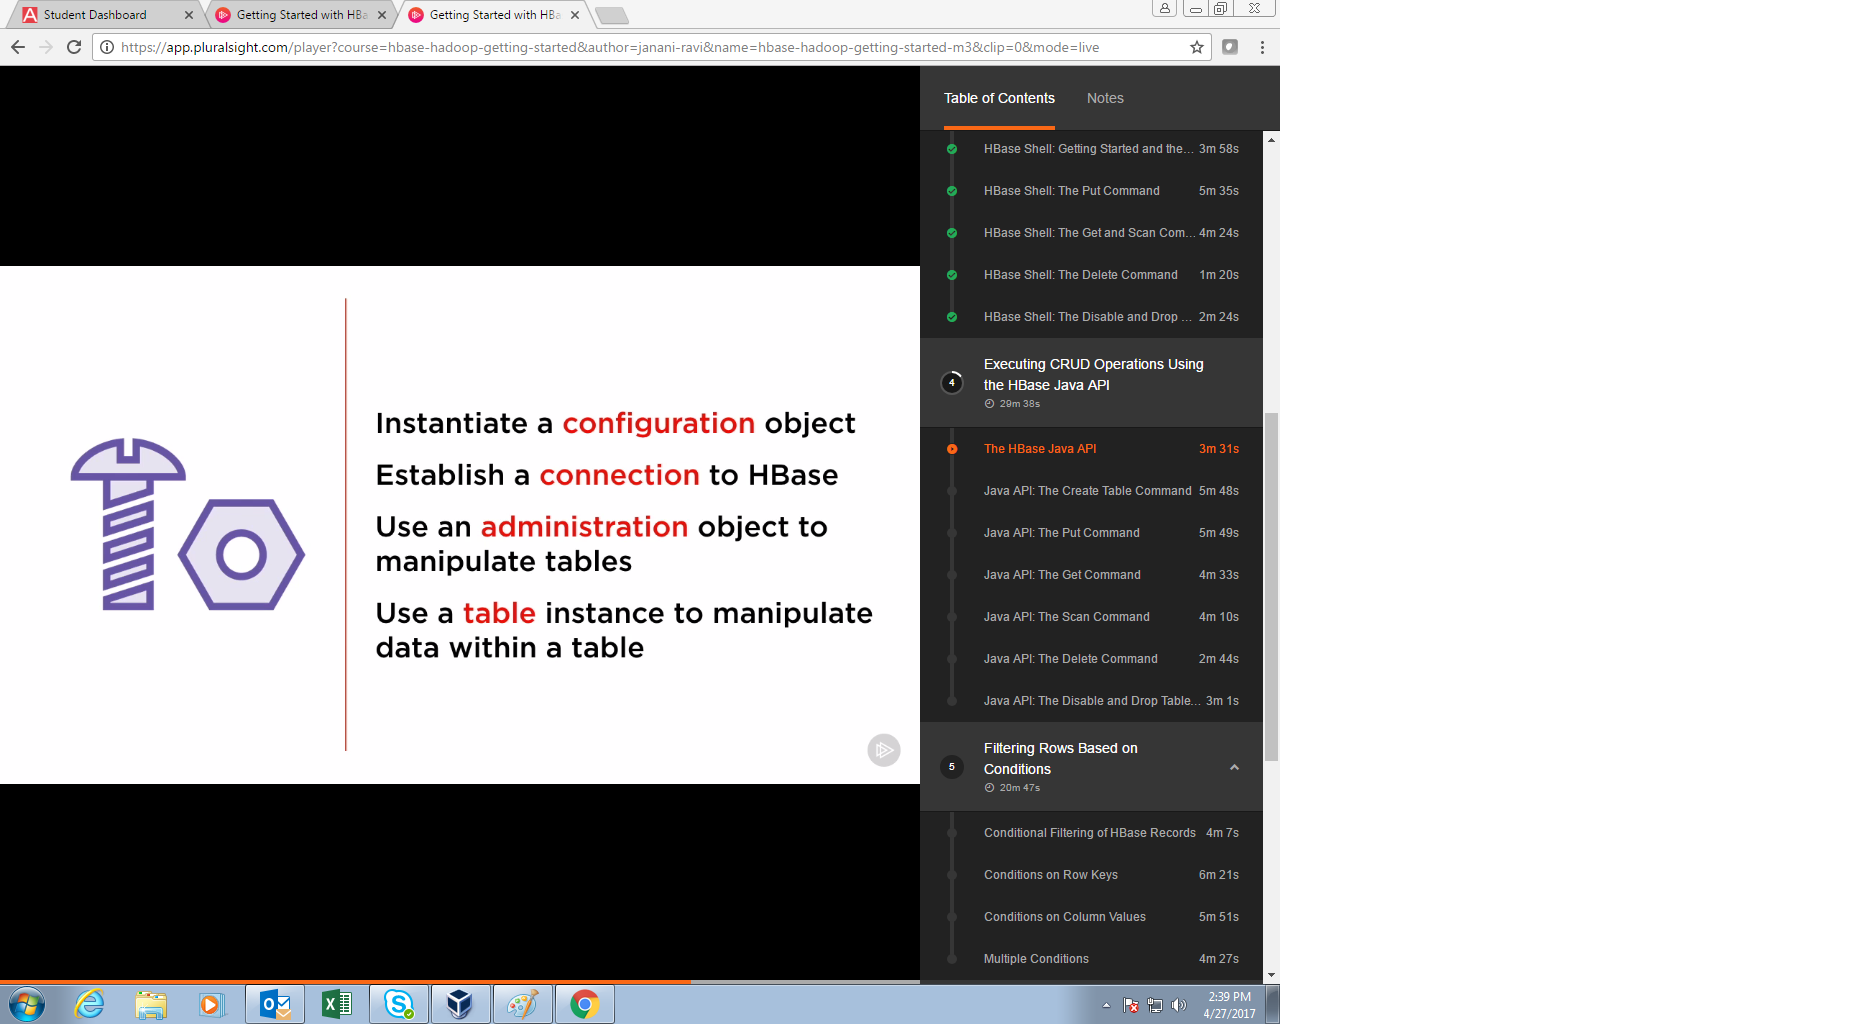 Student Dashboard
Getting Started with HBa
Getting Started with HBa
https://app.pluralsight.com/player?course=hbase-hadoop-getting-started&author=janani-ravi&name=hbase-hadoop-getting-started-m3&clip=0&mode=live
Instantiate a configuration object
Establish a connection to HBase
Use an administration object to
manipulate tables
Use a table instance to manipulate
data within a table
Table of Contents
Notes
HBase Shell: Getting Started and the... 3m 58s
HBase Shell: The Put Command 5m 35s
HBase Shell: The Get and Scan Com... 4m 24s
HBase Shell: The Delete Command 1m 20s
HBase Shell: The Disable and Drop ... 2m 24s
4
Executing CRUD Operations Using
the HBase Java API
29m 38s
The HBase Java API 3m 31s
Java API: The Create Table Command 5m 48s
Java API: The Put Command 5m 49s
Java API: The Get Command 4m 33s
Java API: The Scan Command 4m 10s
Java API: The Delete Command 2m 44s
Java API: The Disable and Drop Table... 3m 1s
5
Filtering Rows Based on
Conditions
20m 47s
Conditional Filtering of HBase Records 4m 7s
Conditions on Row Keys 6m 21s
Conditions on Column Values 5m 51s
Multiple Conditions 4m 27s
2:39 PM
4/27/2017